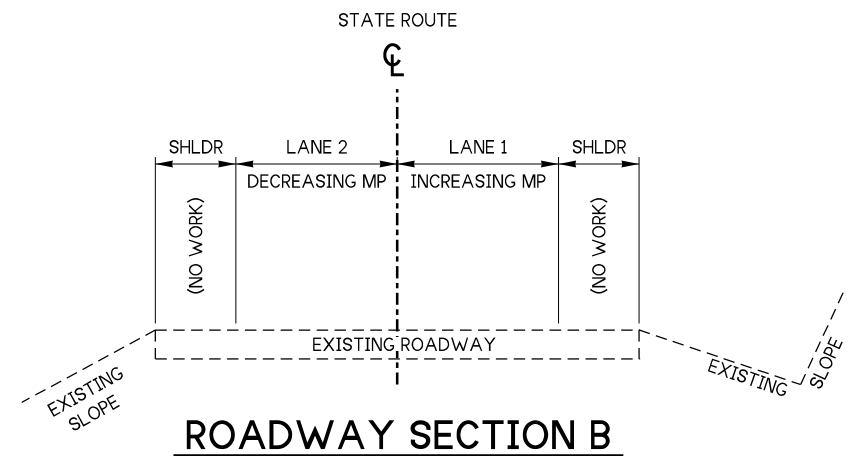 STATE ROUTE
℄
SHLDR
LANE 2
LANE 1
SHLDR
DECREASING MP
INCREASING MP
(NO WORK)
(NO WORK)
EXISTING ROADWAY
EXISTING
SLOPE
EXISTING
SLOPE
ROADWAY SECTION B